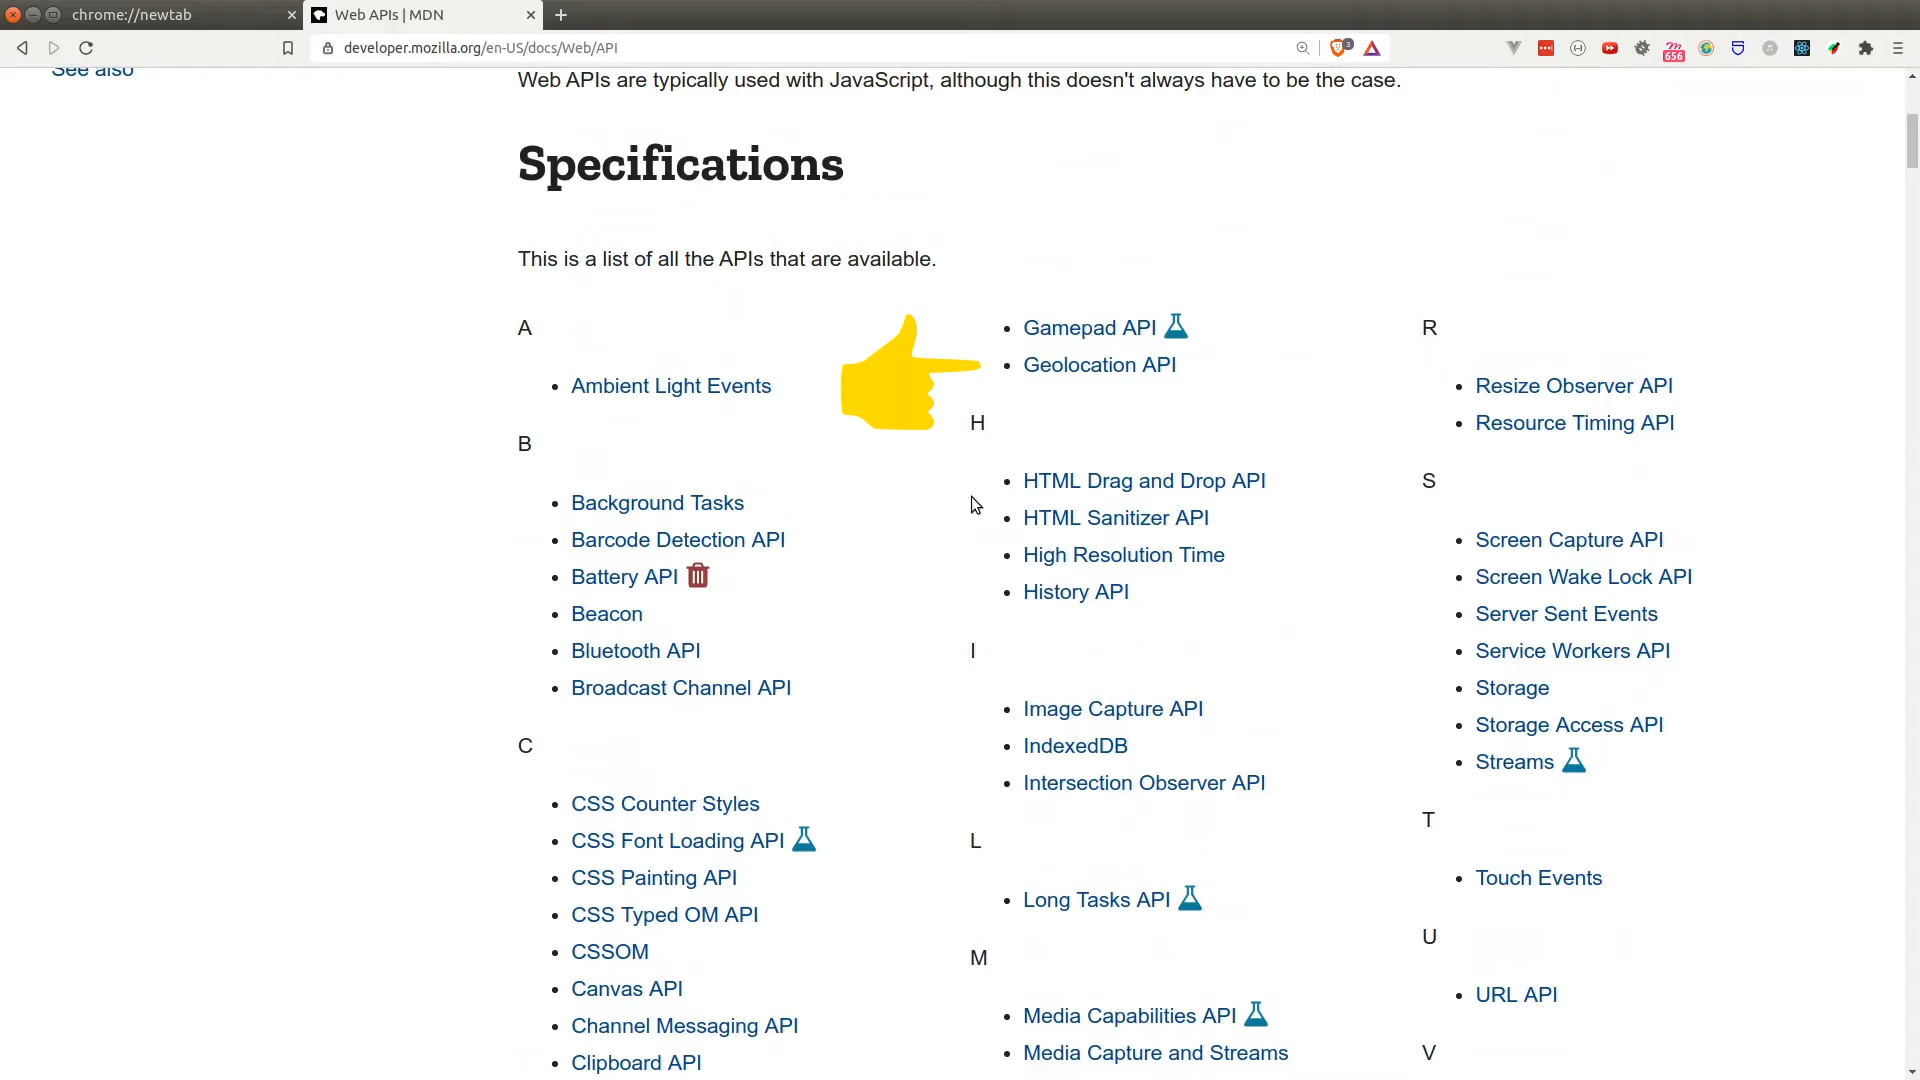 chrome://newtab
Web APIs | MDN
developer.mozilla.org/en-US/docs/Web/API
3
656
See also
Web APIs are typically used with JavaScript, although this doesn't always have to be the case.
Specifications
This is a list of all the APIs that are available.
A
Ambient Light Events
B
Background Tasks
Barcode Detection API
Battery API
Beacon
Bluetooth API
Broadcast Channel API
C
CSS Counter Styles
CSS Font Loading API
CSS Painting API
CSS Typed OM API
CSSOM
Canvas API
Channel Messaging API
Clipboard API
Gamepad API
Geolocation API
H
HTML Drag and Drop API
HTML Sanitizer API
High Resolution Time
History API
I
Image Capture API
IndexedDB
Intersection Observer API
L
Long Tasks API
M
Media Capabilities API
Media Capture and Streams
R
Resize Observer API
Resource Timing API
S
Screen Capture API
Screen Wake Lock API
Server Sent Events
Service Workers API
Storage
Storage Access API
Streams
T
Touch Events
U
URL API
V